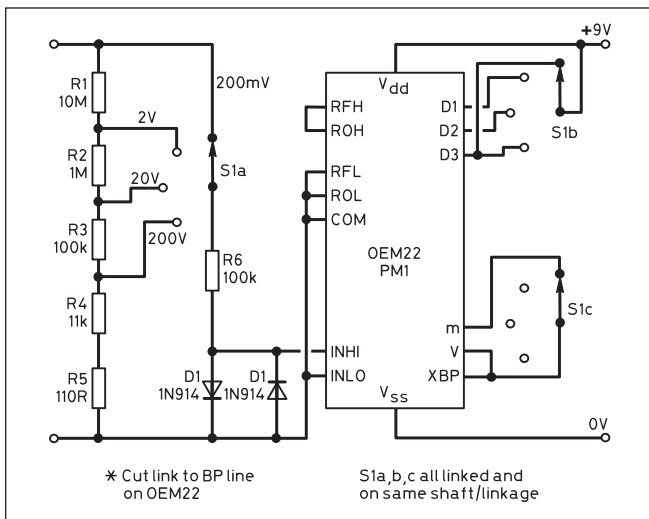 +9V
R1
10M
200mV
Vdd
2V
RFH
D1
ROH
D2
S1b
R2
1M
D3
20V
S1a
RFL
ROL
COM
R3
100k
200V
R6
100k
OEM22
PM1
R4
11k
S1c
m
INHI
V
R5
110R
D1
1N914
D1
1N914
INLO
XBP
Vss
0V
* Cut link to BP line
on OEM22
S1a,b,c all linked and
on same shaft/linkage